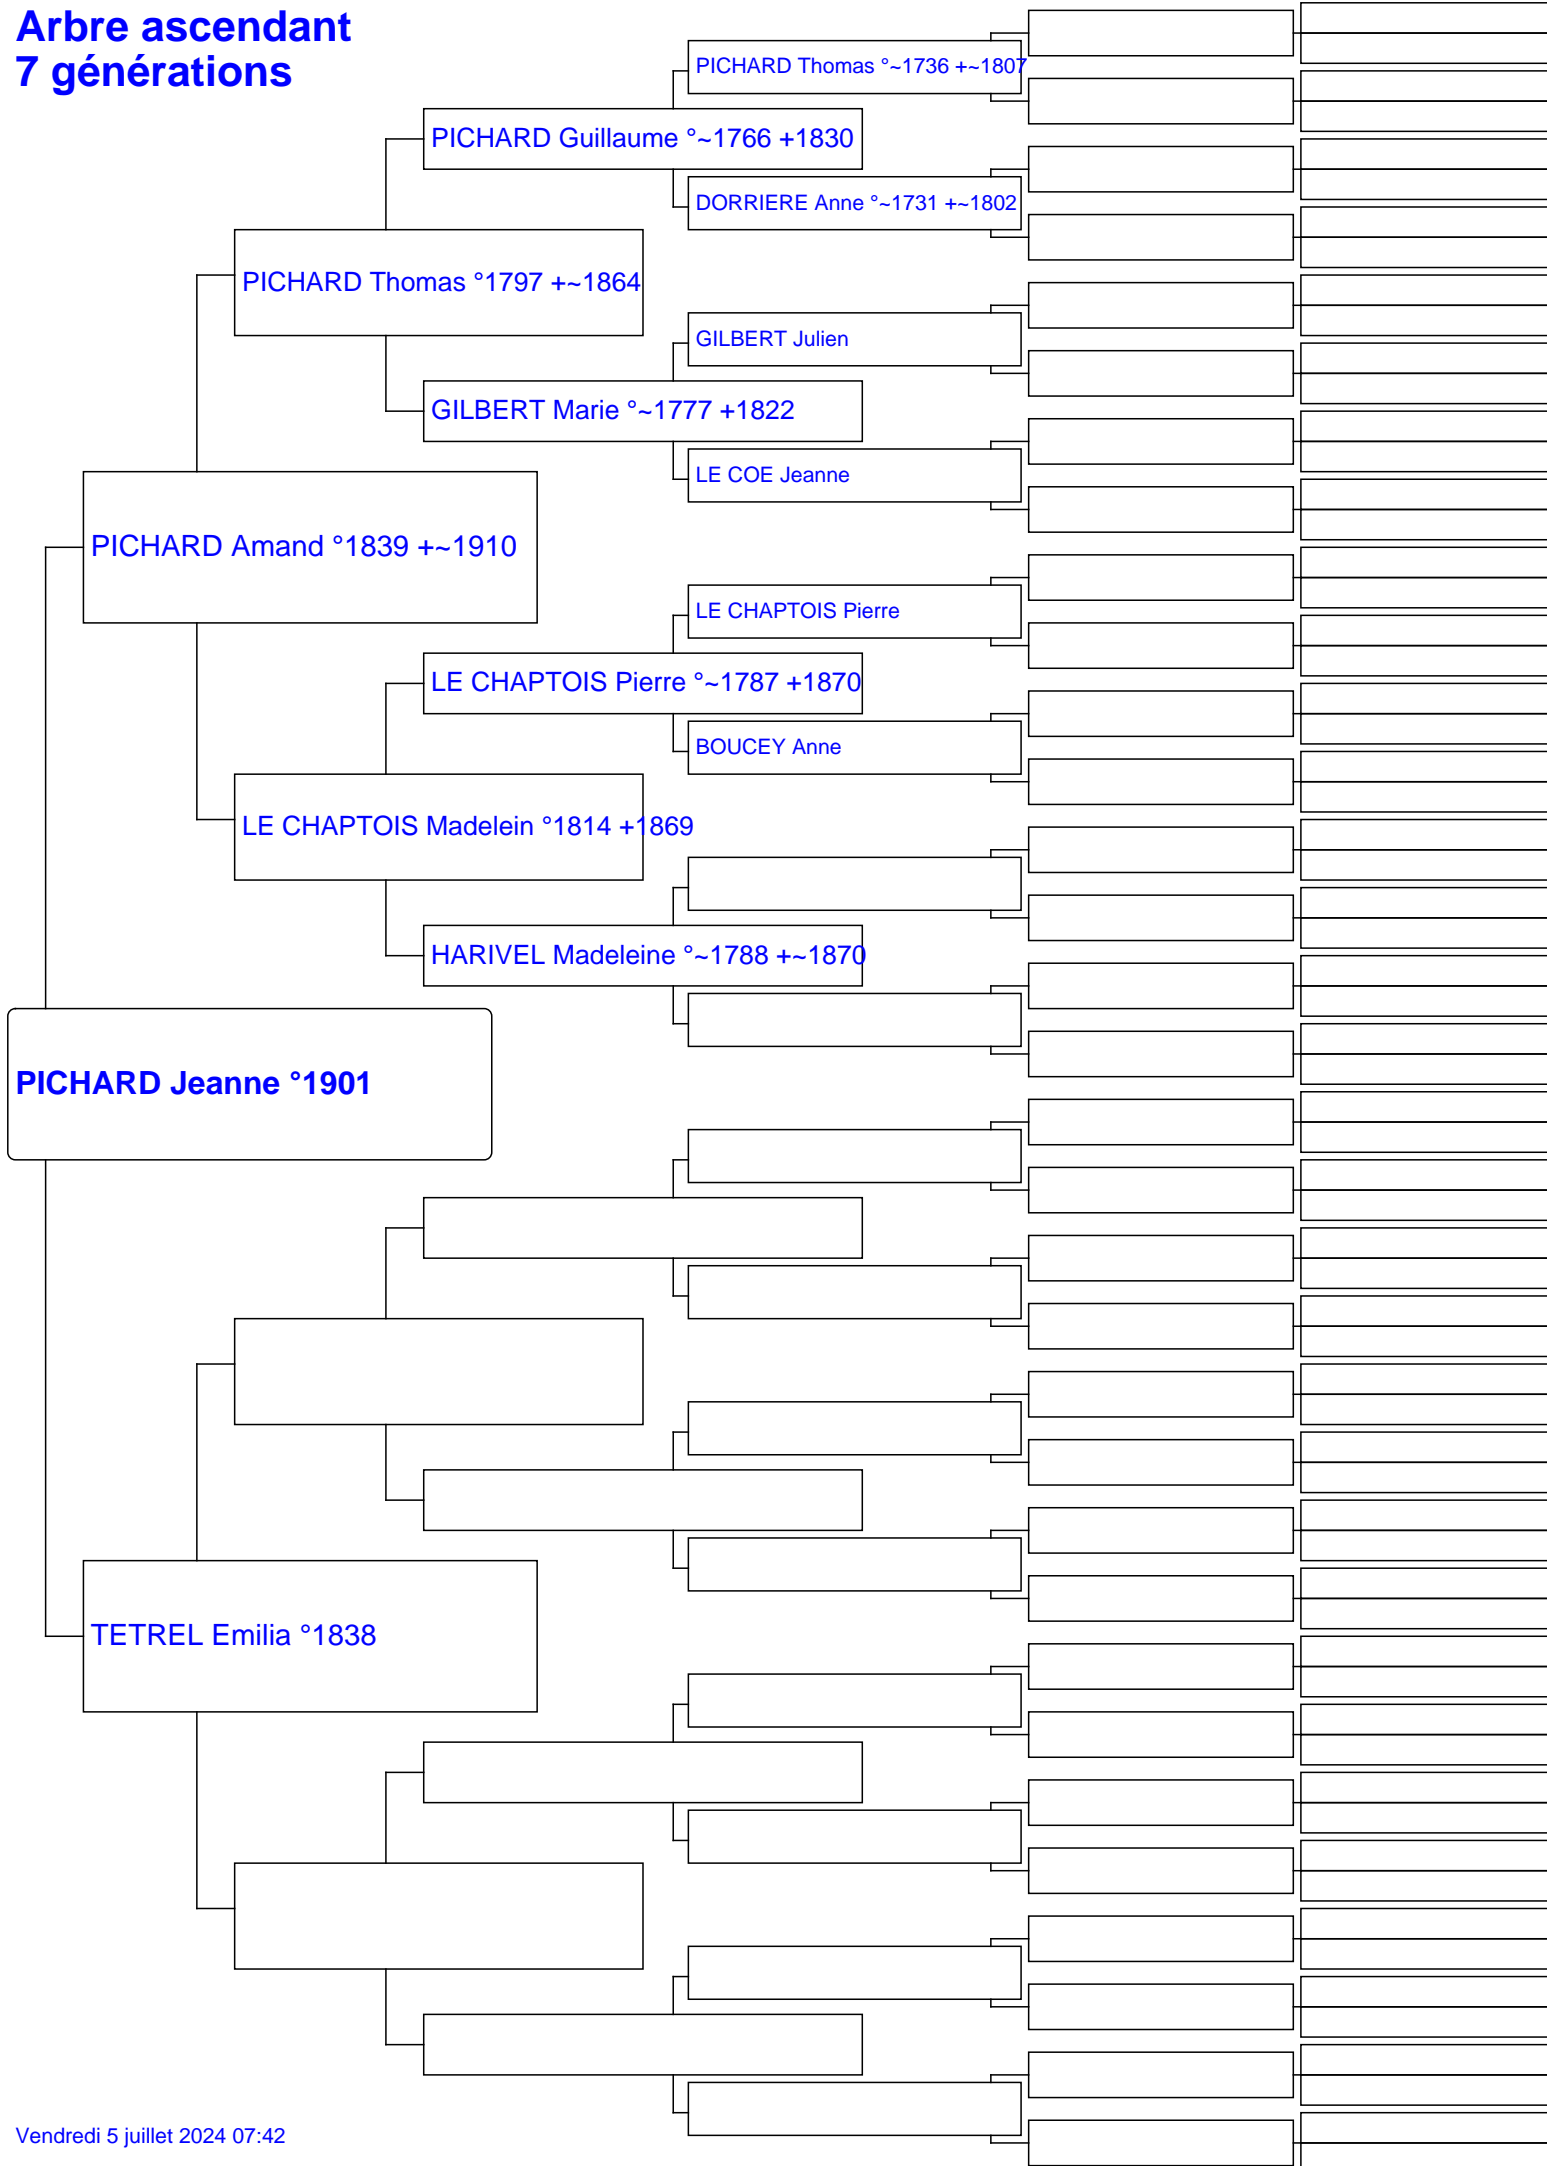 Arbre ascendant
7 générations
PICHARD Thomas °~1736 +~1807
PICHARD Guillaume °~1766 +1830
DORRIERE Anne °~1731 +~1802
PICHARD Thomas °1797 +~1864
GILBERT Julien
GILBERT Marie °~1777 +1822
LE COE Jeanne
PICHARD Amand °1839 +~1910
LE CHAPTOIS Pierre
LE CHAPTOIS Pierre °~1787 +1870
BOUCEY Anne
LE CHAPTOIS Madelein °1814 +1869
HARIVEL Madeleine °~1788 +~1870
PICHARD Jeanne °1901
TETREL Emilia °1838
Vendredi 5 juillet 2024 07:42